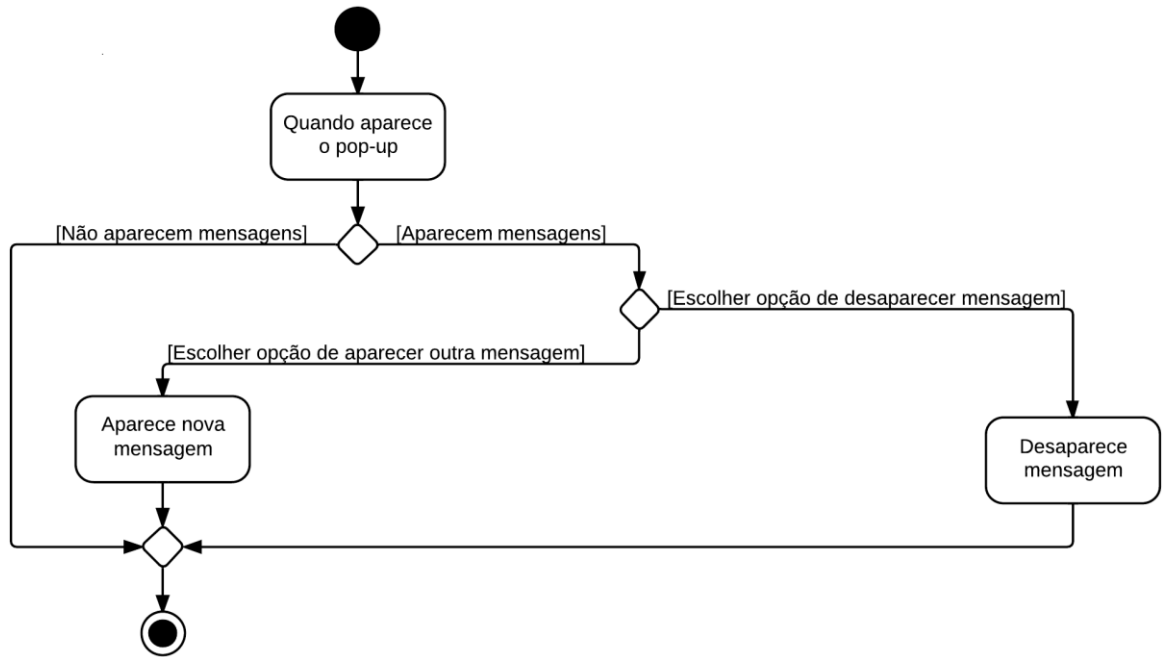 Quando aparece
o pop-up
[Não aparecem mensagens]
[Aparecem mensagens]
[Escolher opção de desaparecer mensagem]
[Escolher opção de aparecer outra mensagem]
Aparece nova
mensagem
Desaparece
mensagem